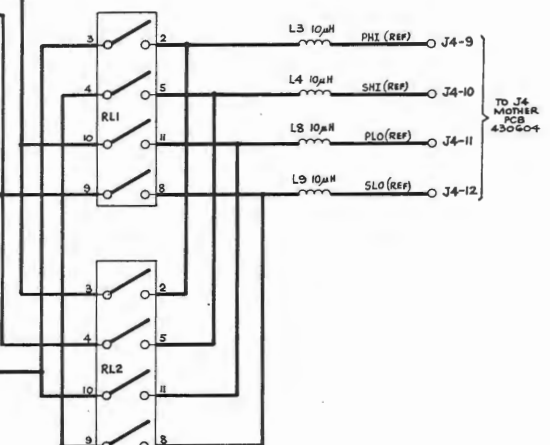 3 2 L3 10μH PHI (REF) J4-9
4 5 L4 10μH SHI (REF) J4-10
RL1
10 11 L8 10μH PLO (REF) J4-11
9 8 L9 10μH SLO (REF) J4-12
TO J4
MOTHER
PCB
430604
3 2
4 5
RL2
10 11
9 8